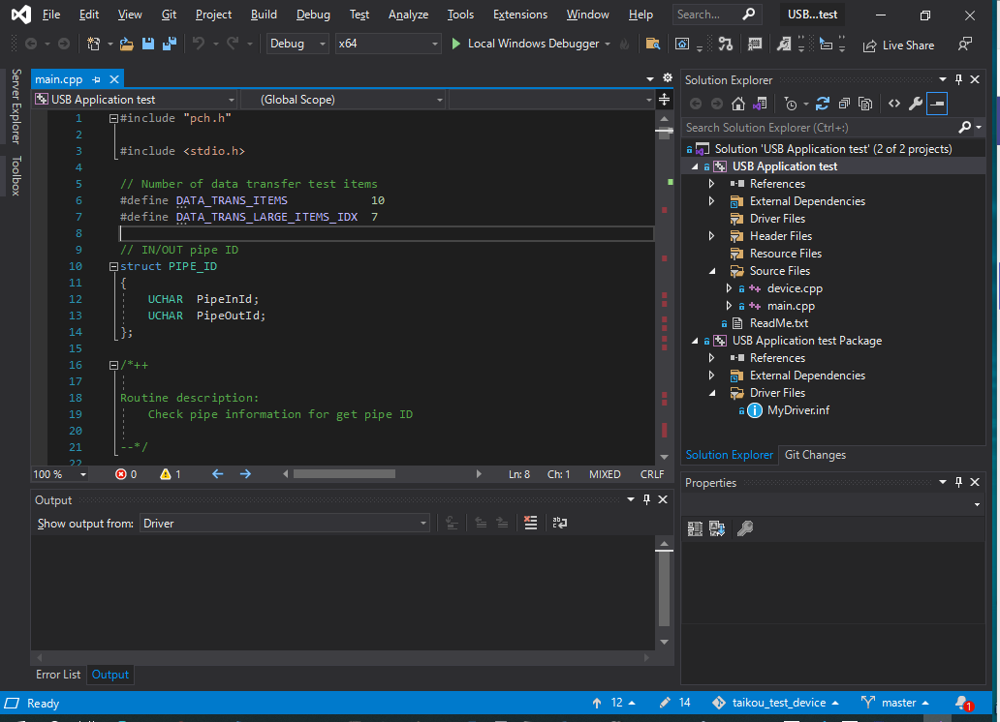 File Edit View Git Project Build Debug Test Analyze Tools Extensions Window Help Search... USB...test
Debug x64 Local Windows Debugger Live Share
Server Explorer
Toolbox
main.cpp
USB Application test (Global Scope)
1 #include "pch.h"
2
3 #include <stdio.h>
4
5 // Number of data transfer test items
6 #define DATA_TRANS_ITEMS 10
7 #define DATA_TRANS_LARGE_ITEMS_IDX 7
8
9 // IN/OUT pipe ID
10 struct PIPE_ID
11 {
12 UCHAR PipeInId;
13 UCHAR PipeOutId;
14 };
15
16 /*++
17
18 Routine description:
19 Check pipe information for get pipe ID
20
21 --*/
22
100 % 0 1 Ln: 8 Ch: 1 MIXED CRLF
Output
Show output from: Driver
Error List Output
Solution Explorer
Search Solution Explorer (Ctrl+;)
Solution 'USB Application test' (2 of 2 projects)
USB Application test
References
External Dependencies
Driver Files
Header Files
Resource Files
Source Files
device.cpp
main.cpp
ReadMe.txt
USB Application test Package
References
External Dependencies
Driver Files
MyDriver.inf
Solution Explorer Git Changes
Properties
Ready 12 14 taikou_test_device master 1